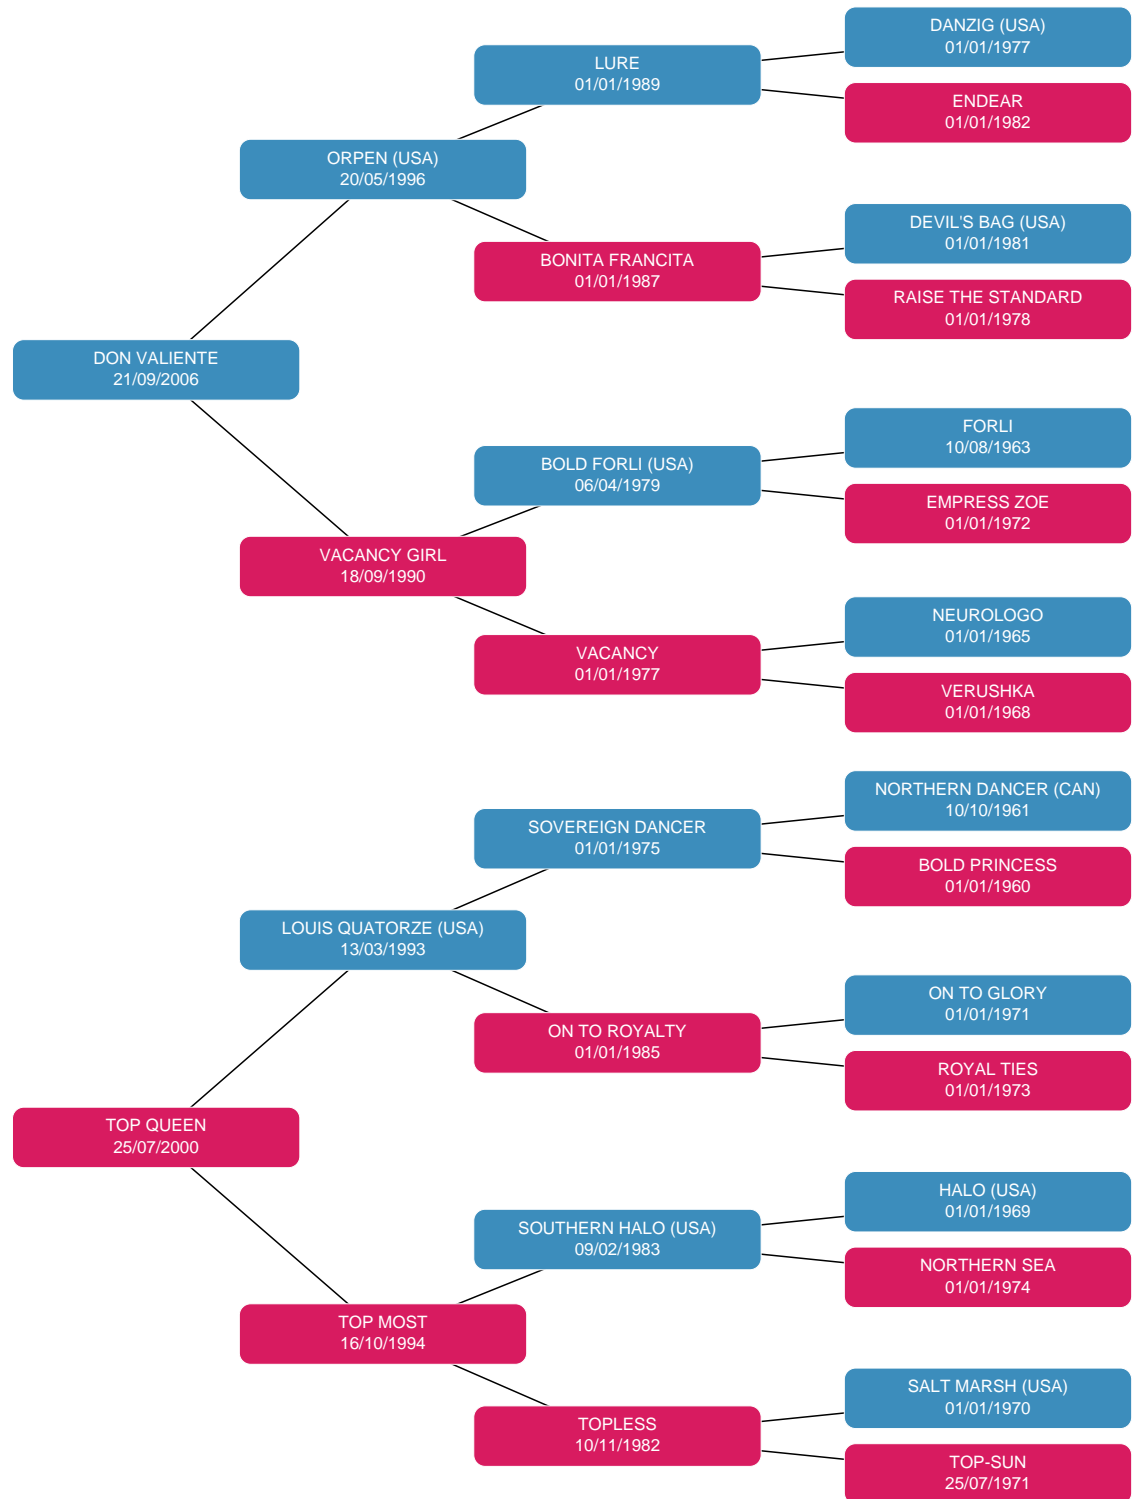 DANZIG (USA)
01/01/1977
LURE
01/01/1989
ENDEAR
01/01/1982
ORPEN (USA)
20/05/1996
DEVIL'S BAG (USA)
01/01/1981
BONITA FRANCITA
01/01/1987
RAISE THE STANDARD
01/01/1978
DON VALIENTE
21/09/2006
FORLI
10/08/1963
BOLD FORLI (USA)
06/04/1979
EMPRESS ZOE
01/01/1972
VACANCY GIRL
18/09/1990
NEUROLOGO
01/01/1965
VACANCY
01/01/1977
VERUSHKA
01/01/1968
NORTHERN DANCER (CAN)
10/10/1961
SOVEREIGN DANCER
01/01/1975
BOLD PRINCESS
01/01/1960
LOUIS QUATORZE (USA)
13/03/1993
ON TO GLORY
01/01/1971
ON TO ROYALTY
01/01/1985
ROYAL TIES
01/01/1973
TOP QUEEN
25/07/2000
HALO (USA)
01/01/1969
SOUTHERN HALO (USA)
09/02/1983
NORTHERN SEA
01/01/1974
TOP MOST
16/10/1994
SALT MARSH (USA)
01/01/1970
TOPLESS
10/11/1982
TOP-SUN
25/07/1971